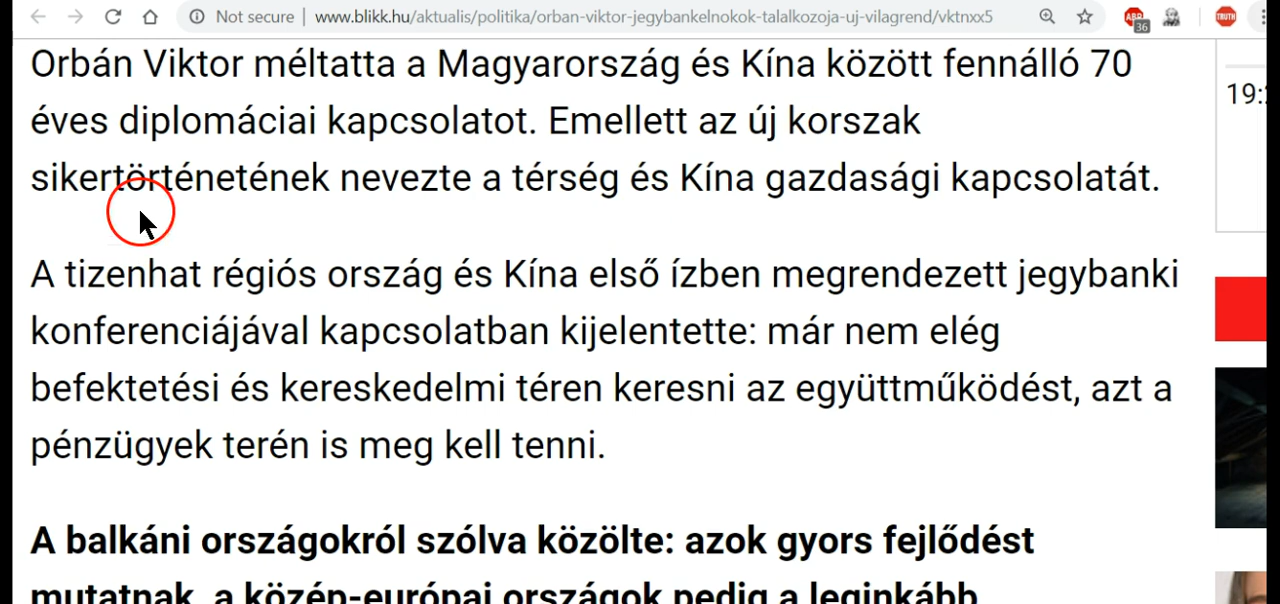 Not secure | www.blikk.hu/aktualis/politika/orban-viktor-jegybankelnokok-talalkozoja-uj-vilagrend/vktnxx5
ABP
36
TRUTH
Orbán Viktor méltatta a Magyarország és Kína között fennálló 70
éves diplomáciai kapcsolatot. Emellett az új korszak
sikertörténetének nevezte a térség és Kína gazdasági kapcsolatát.
A tizenhat régiós ország és Kína első ízben megrendezett jegybanki
konferenciájával kapcsolatban kijelentette: már nem elég
befektetési és kereskedelmi téren keresni az együttműködést, azt a
pénzügyek terén is meg kell tenni.
A balkáni országokról szólva közölte: azok gyors fejlődést
mutatnak, a közép-európai országok pedig a leginkább